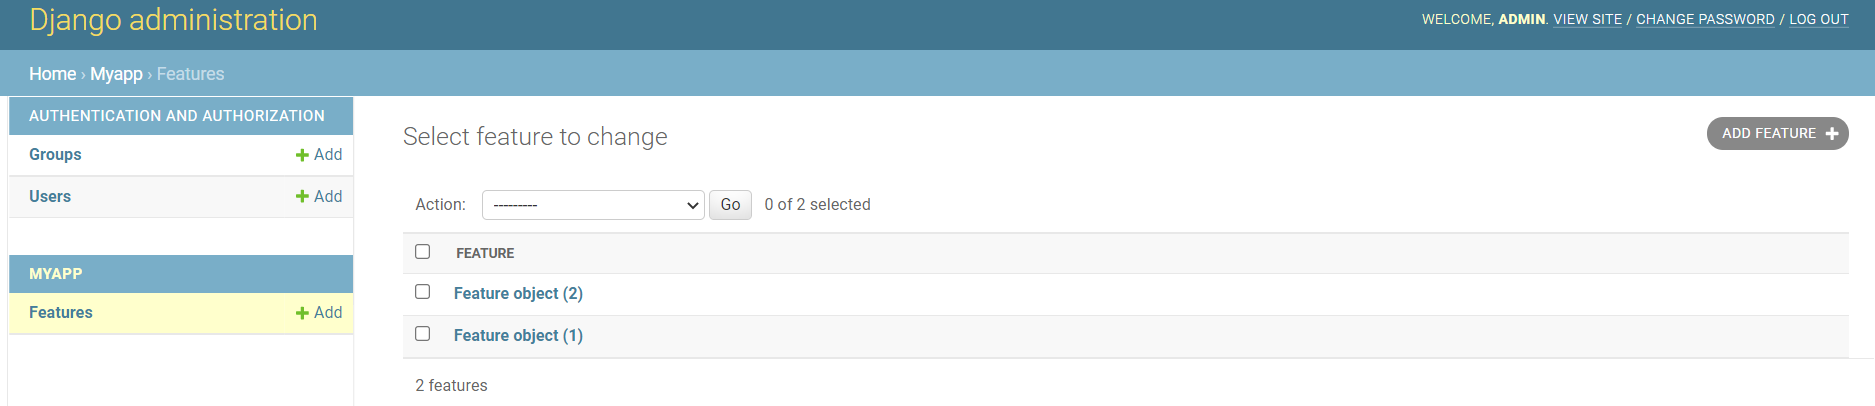 Django administration
WELCOME, ADMIN. VIEW SITE / CHANGE PASSWORD / LOG OUT
Home › Myapp › Features
AUTHENTICATION AND AUTHORIZATION
Groups + Add
Users + Add
MYAPP
Features + Add
Select feature to change
ADD FEATURE +
Action: --------- Go 0 of 2 selected
FEATURE
Feature object (2)
Feature object (1)
2 features